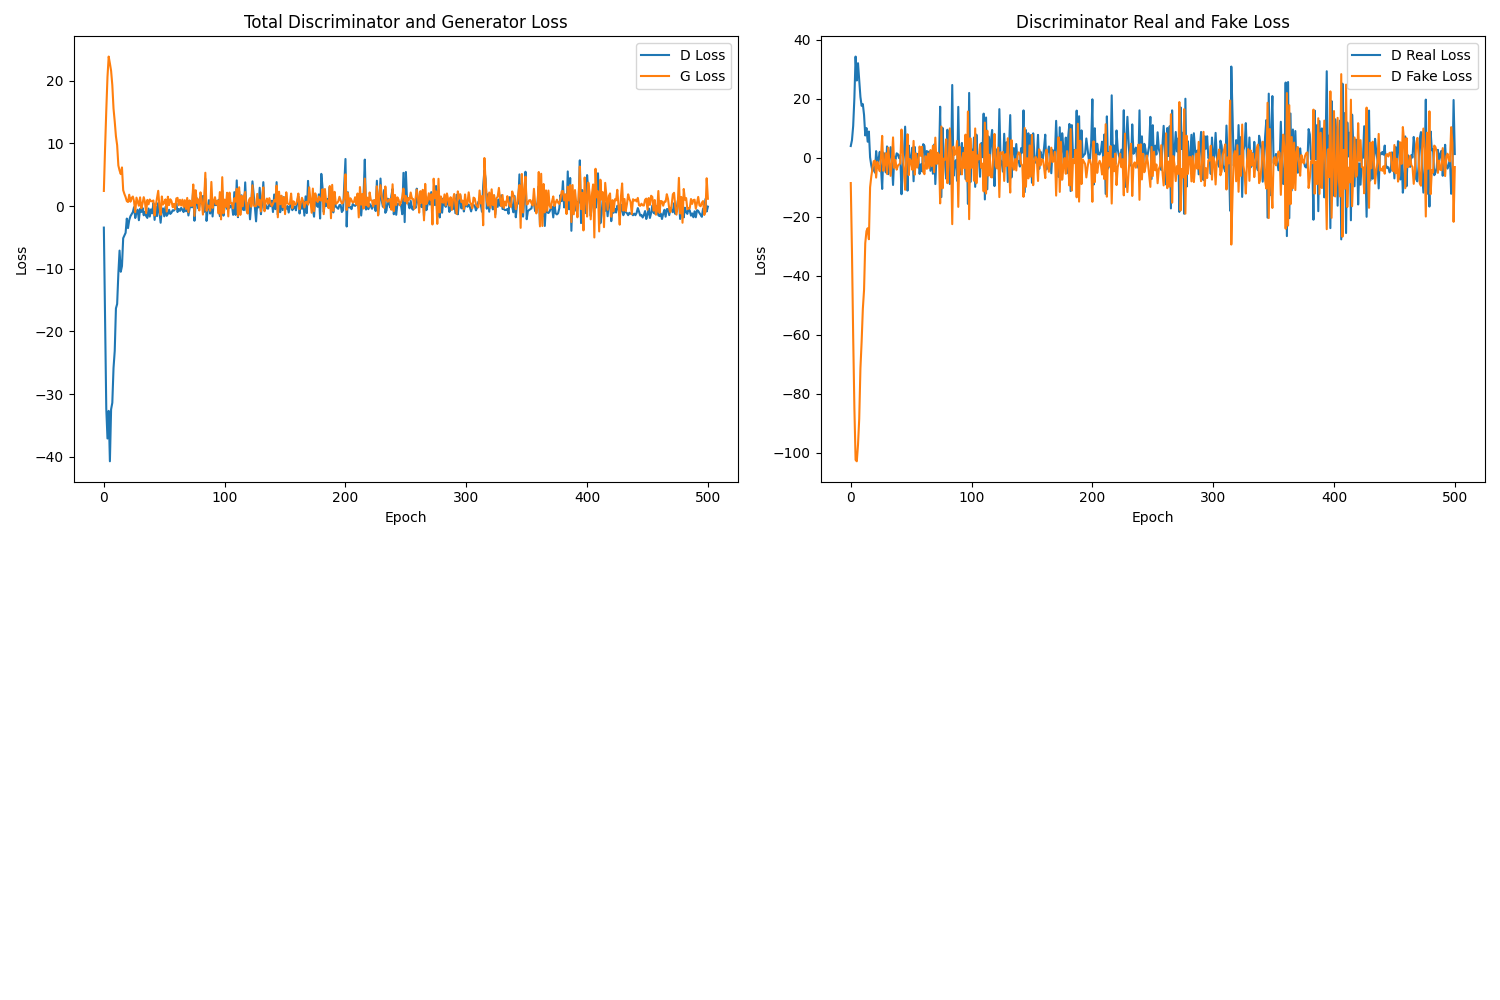 Total Discriminator and Generator Loss
D Loss
G Loss
20
10
0
−10
−20
−30
−40
Loss
0
100
200
300
400
500
Epoch
Discriminator Real and Fake Loss
D Real Loss
D Fake Loss
40
20
0
−20
−40
−60
−80
−100
Loss
0
100
200
300
400
500
Epoch